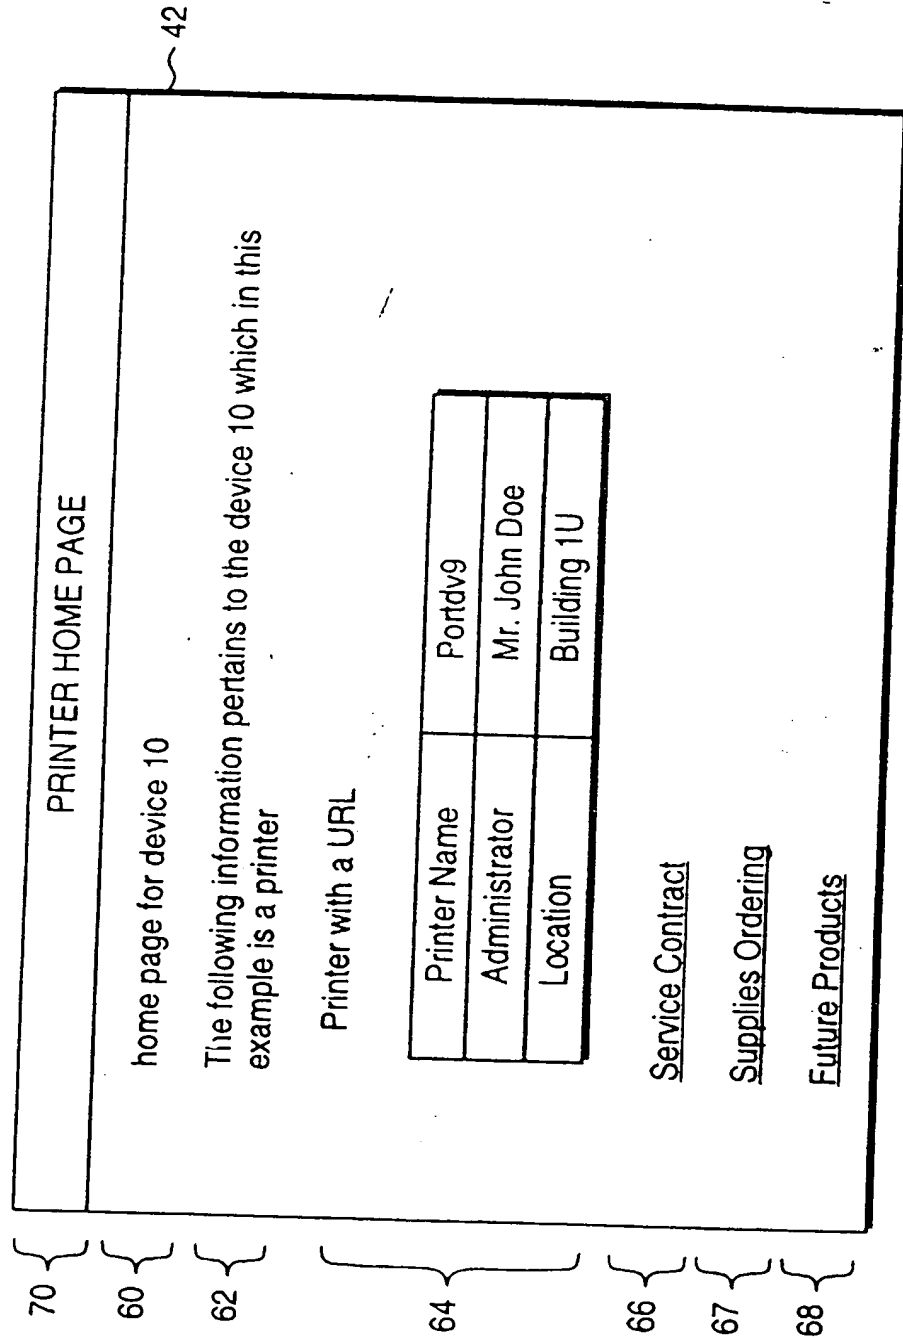 42
70
PRINTER HOME PAGE
60
home page for device 10
62
The following information pertains to the device 10 which in this
example is a printer
64
Printer with a URL
Printer Name Portdv9
Administrator Mr. John Doe
Location Building 1U
66
Service Contract
67
Supplies Ordering
68
Future Products